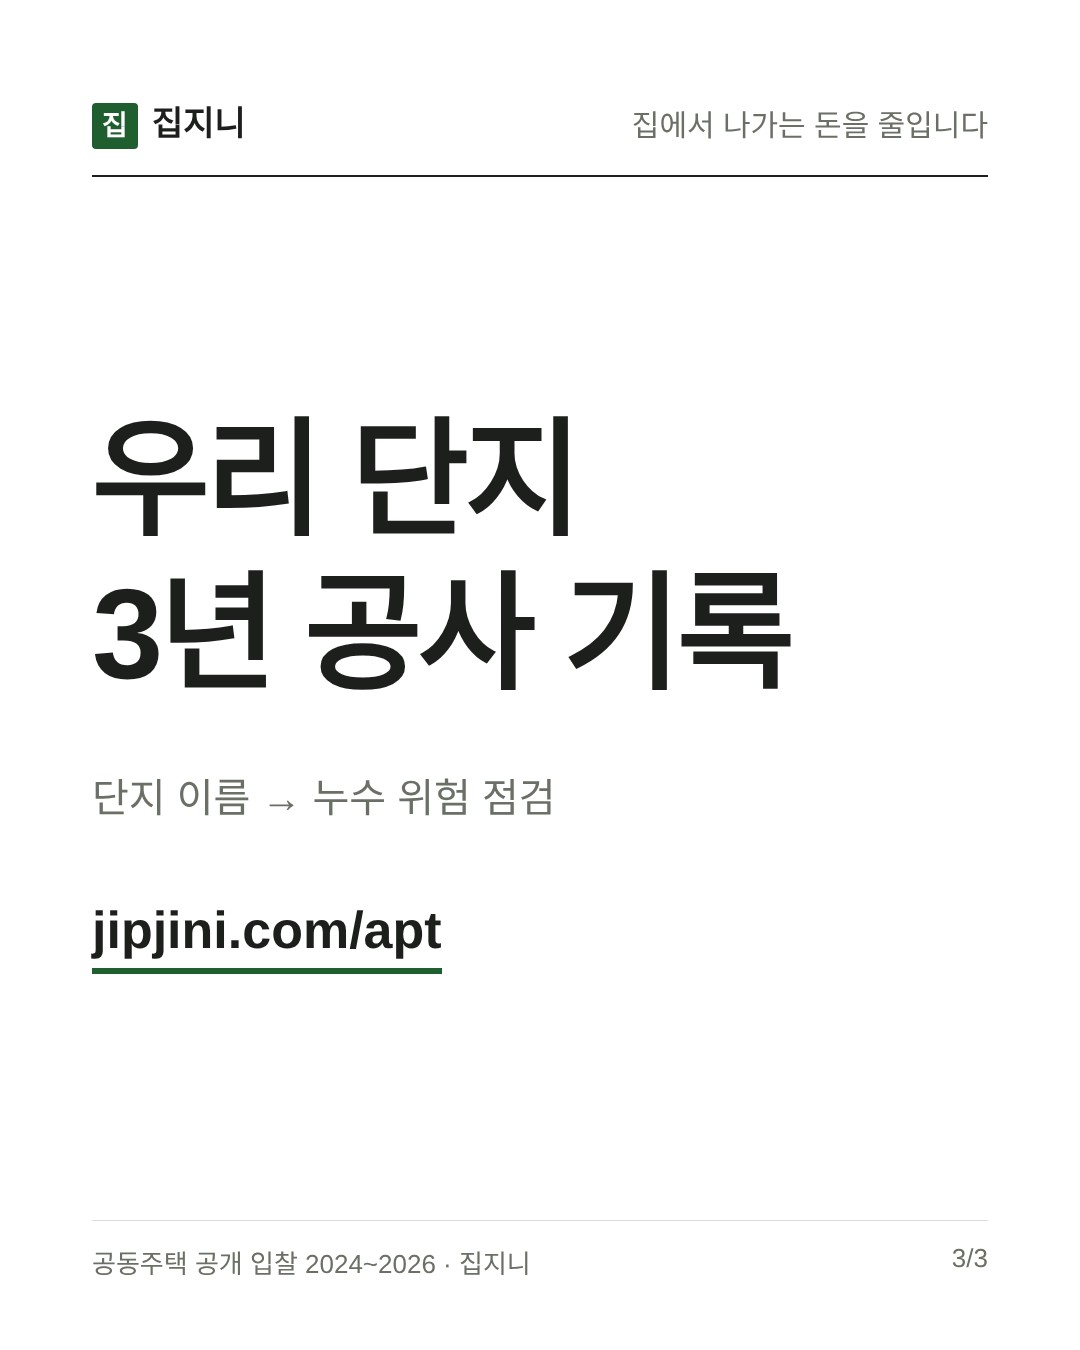 집 집지니
집에서 나가는 돈을 줄입니다
우리 단지
3년 공사 기록
단지 이름 → 누수 위험 점검
jipjini.com/apt
공동주택 공개 입찰 2024~2026 · 집지니
3/3